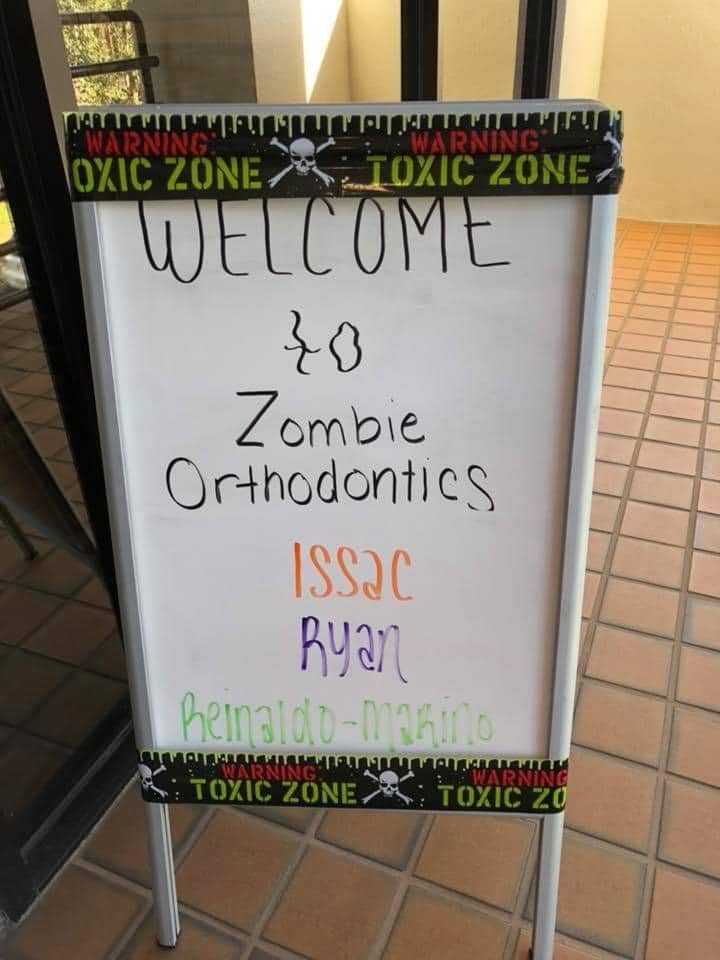 WARNING WARNING
OXIC ZONE TOXIC ZONE
WELCOME
to
Zombie
Orthodontics
Issac
Ryan
Reinaldo-Marino
WARNING WARNING
TOXIC ZONE TOXIC ZO